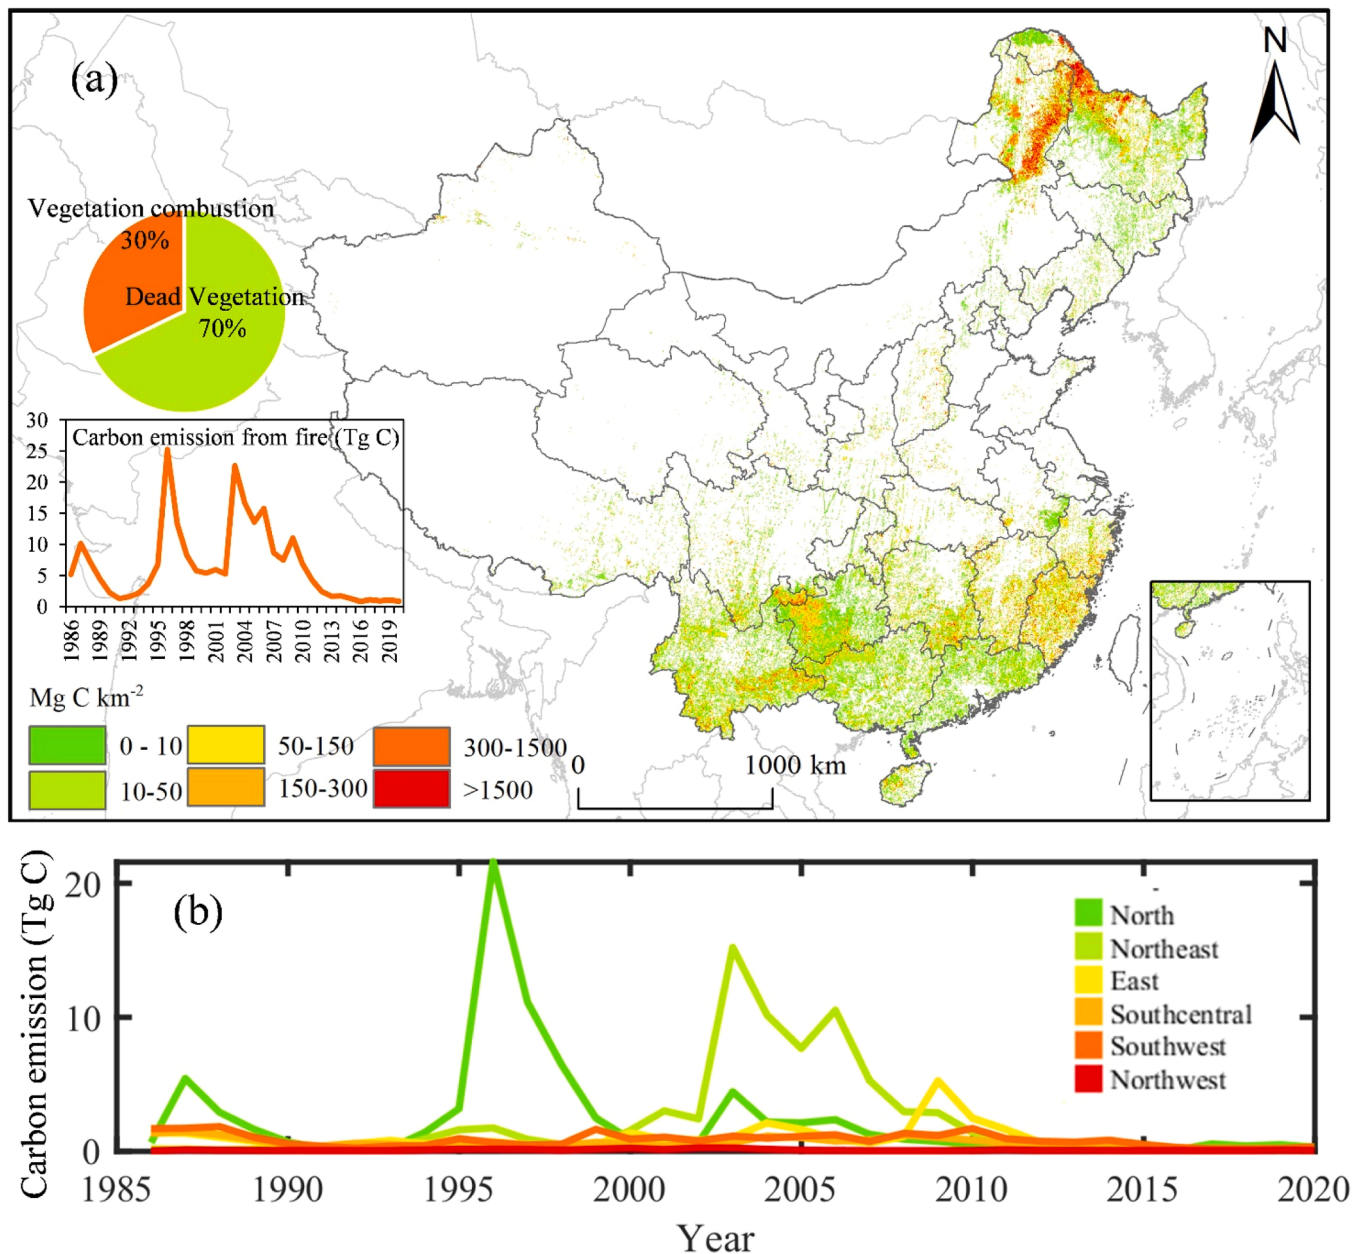 (a)
N
Vegetation combustion
30%
Dead Vegetation
70%
Carbon emission from fire (Tg C)
30
25
20
15
10
5
0
1986 1989 1992 1995 1998 2001 2004 2007 2010 2013 2016 2019
Mg C km-2
0 - 10 50-150 300-1500
10-50 150-300 >1500
0 1000 km
(b)
Carbon emission (Tg C)
20
10
0
North
Northeast
East
Southcentral
Southwest
Northwest
1985 1990 1995 2000 2005 2010 2015 2020
Year